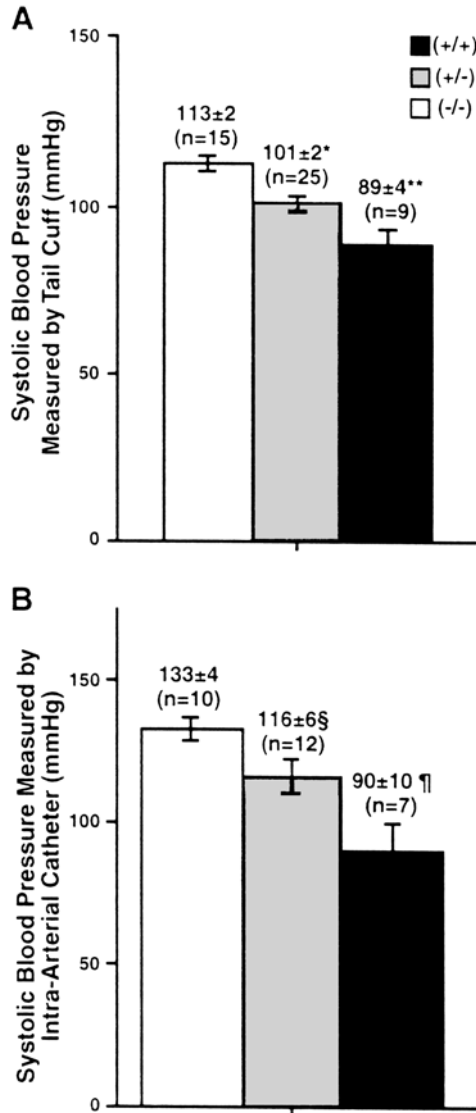 A
150
100
50
0
Systolic Blood Pressure
Measured by Tail Cuff (mmHg)
(+/+)
(+/-)
(-/-)
113±2
(n=15)
101±2*
(n=25)
89±4**
(n=9)
B
150
100
50
0
Systolic Blood Pressure Measured by
Intra-Arterial Catheter (mmHg)
133±4
(n=10)
116±6§
(n=12)
90±10 ¶
(n=7)